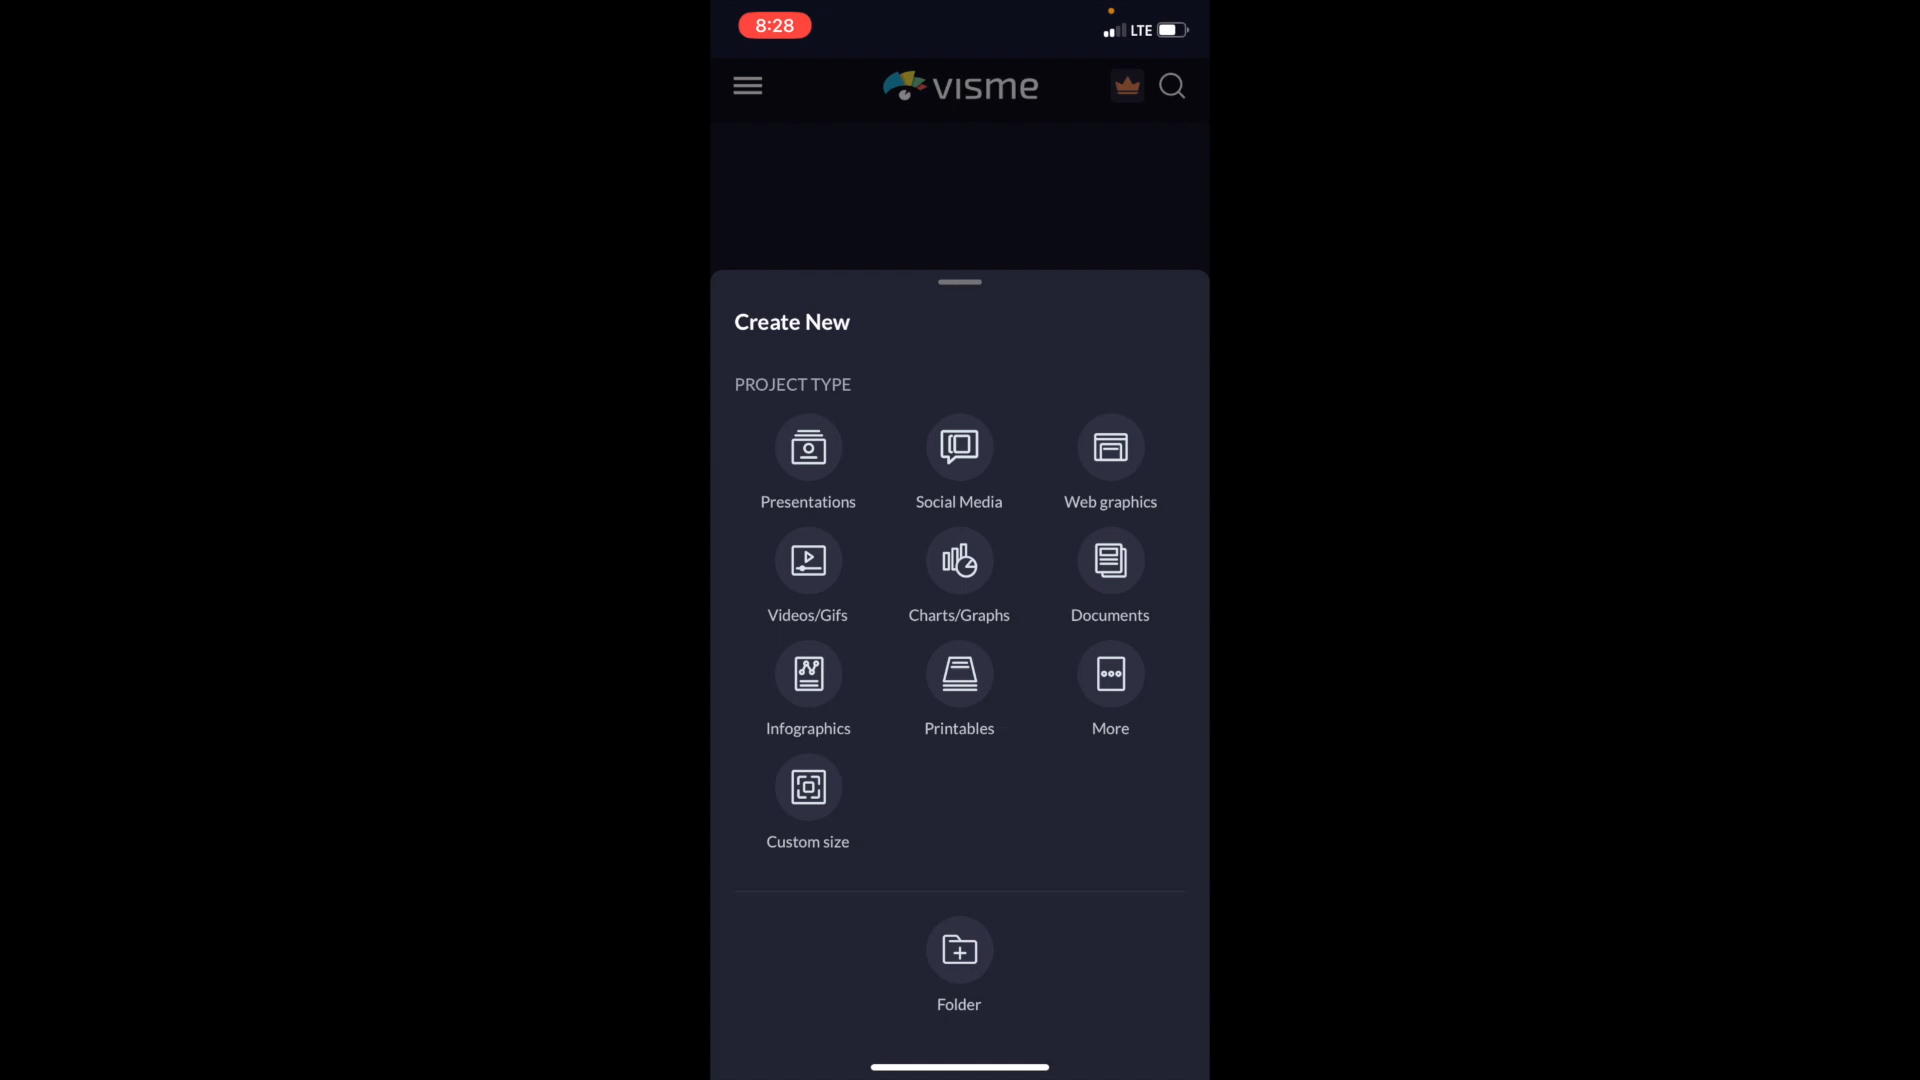 8:28
LTE
visme
Create New
PROJECT TYPE
Presentations
Social Media
Web graphics
Videos/Gifs
Charts/Graphs
Documents
Infographics
Printables
More
Custom size
Folder